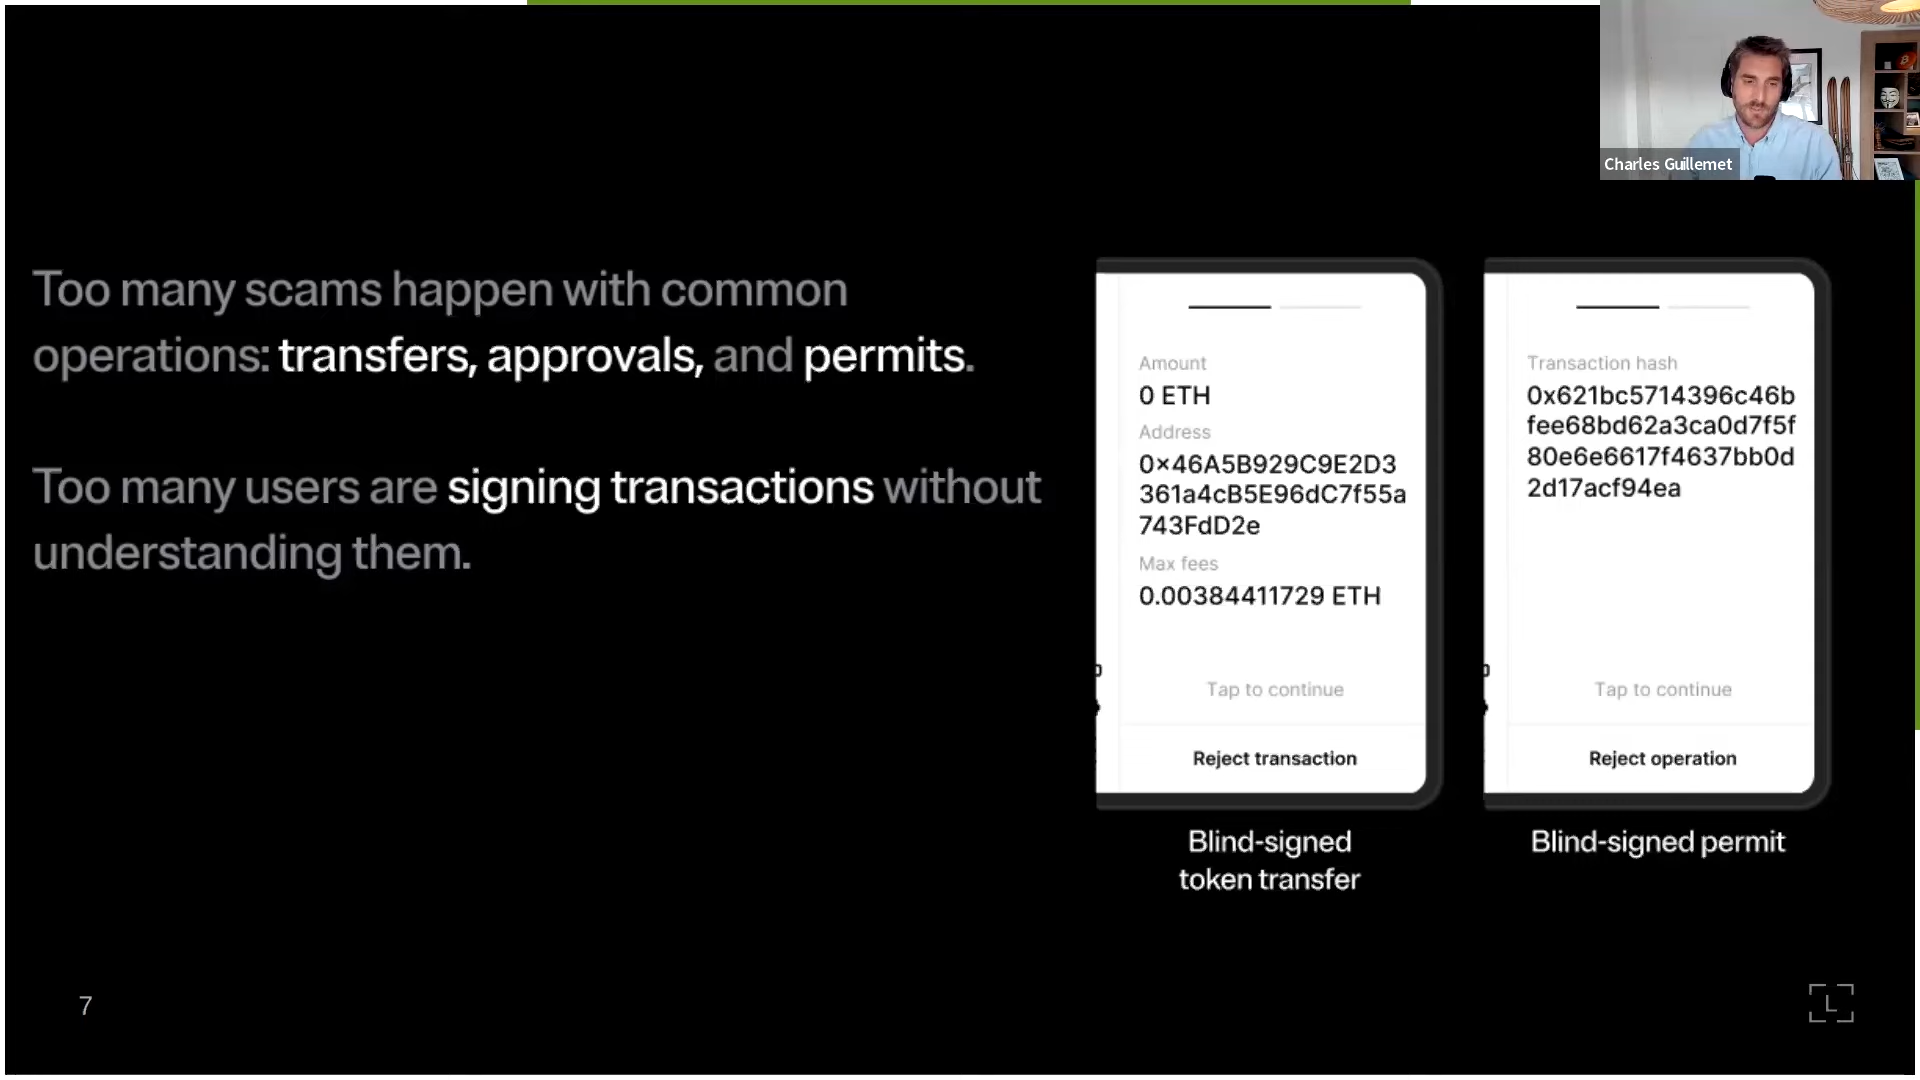 Charles Guillemet
Too many scams happen with common
operations: transfers, approvals, and permits.
Too many users are signing transactions without
understanding them.
Amount
0 ETH
Address
0×46A5B929C9E2D3
361a4cB5E96dC7f55a
743FdD2e
Max fees
0.00384411729 ETH
Tap to continue
Reject transaction
Blind-signed
token transfer
Transaction hash
0x621bc5714396c46b
fee68bd62a3ca0d7f5f
80e6e6617f4637bb0d
2d17acf94ea
Tap to continue
Reject operation
Blind-signed permit
7
L